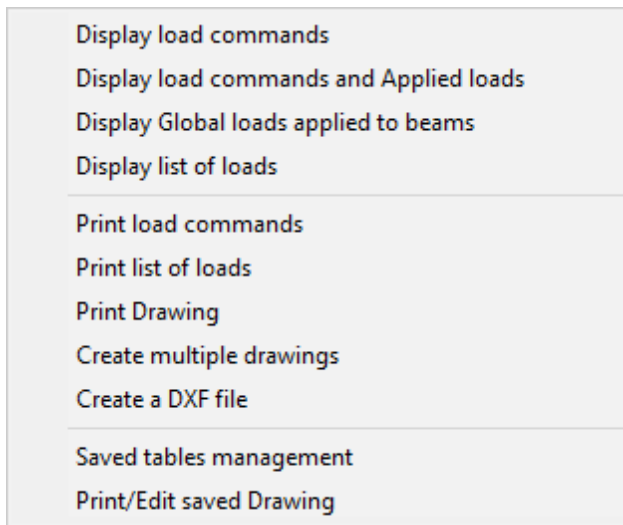 Display load commands
Display load commands and Applied loads
Display Global loads applied to beams
Display list of loads
Print load commands
Print list of loads
Print Drawing
Create multiple drawings
Create a DXF file
Saved tables management
Print/Edit saved Drawing